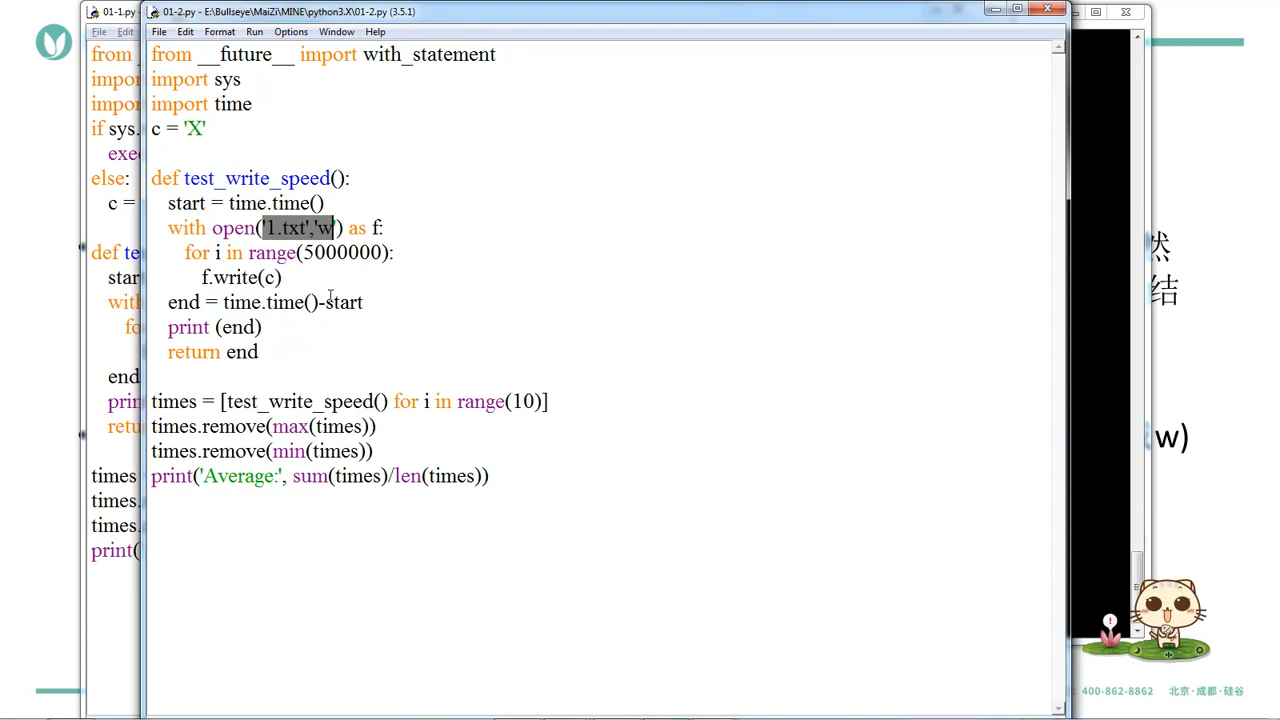 01-1.py -
01-2.py - E:\Bullseye\MaiZi\MINE\python3.X\01-2.py (3.5.1)
File Edit
File Edit Format Run Options Window Help
from
impor
impor
if sys.
exec
else:
c =
def te
star
with
fo
end
prin
retu
times
times.
times.
print(
from __future__ import with_statement
import sys
import time
c = 'X'
def test_write_speed():
start = time.time()
with open('1.txt','w') as f:
for i in range(5000000):
f.write(c)
end = time.time()-start
print (end)
return end
times = [test_write_speed() for i in range(10)]
times.remove(max(times))
times.remove(min(times))
print('Average:', sum(times)/len(times))
然
结
w)
400-862-8862 北京·成都·硅谷